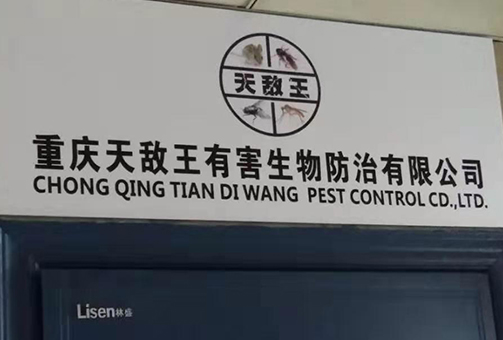 天敌王
重庆天敌王有害生物防治有限公司
CHONG QING TIAN DI WANG PEST CONTROL CD.,LTD.
Lisen林盛